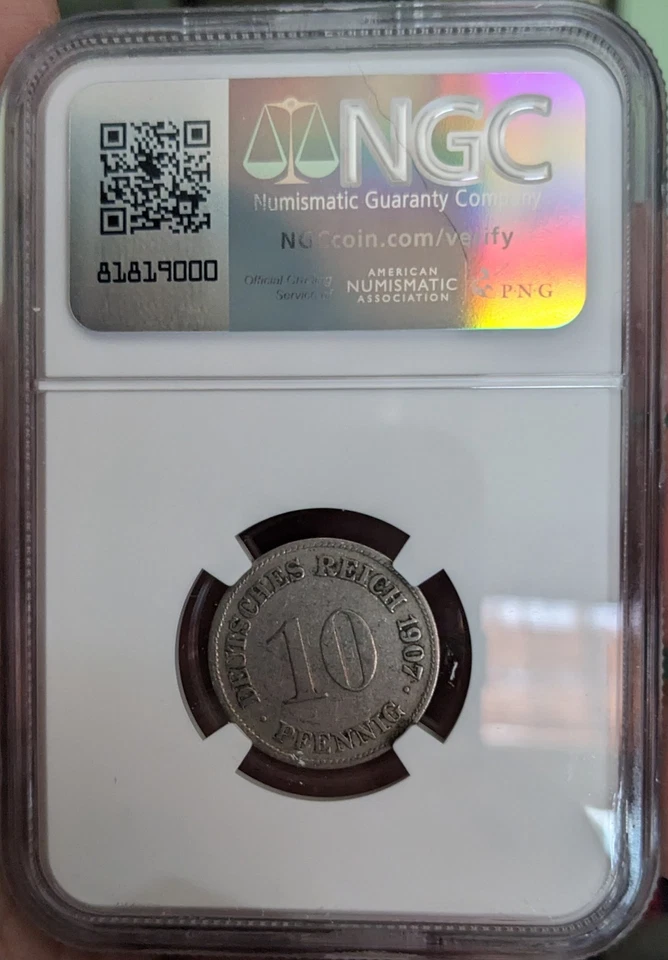 NGC
Numismatic Guaranty Company
NGCcoin.com/verify
81819000
Official Grading
Service of
AMERICAN
NUMISMATIC
ASSOCIATION
PNG
DEUTSCHES REICH 1907
10
PFENNIG